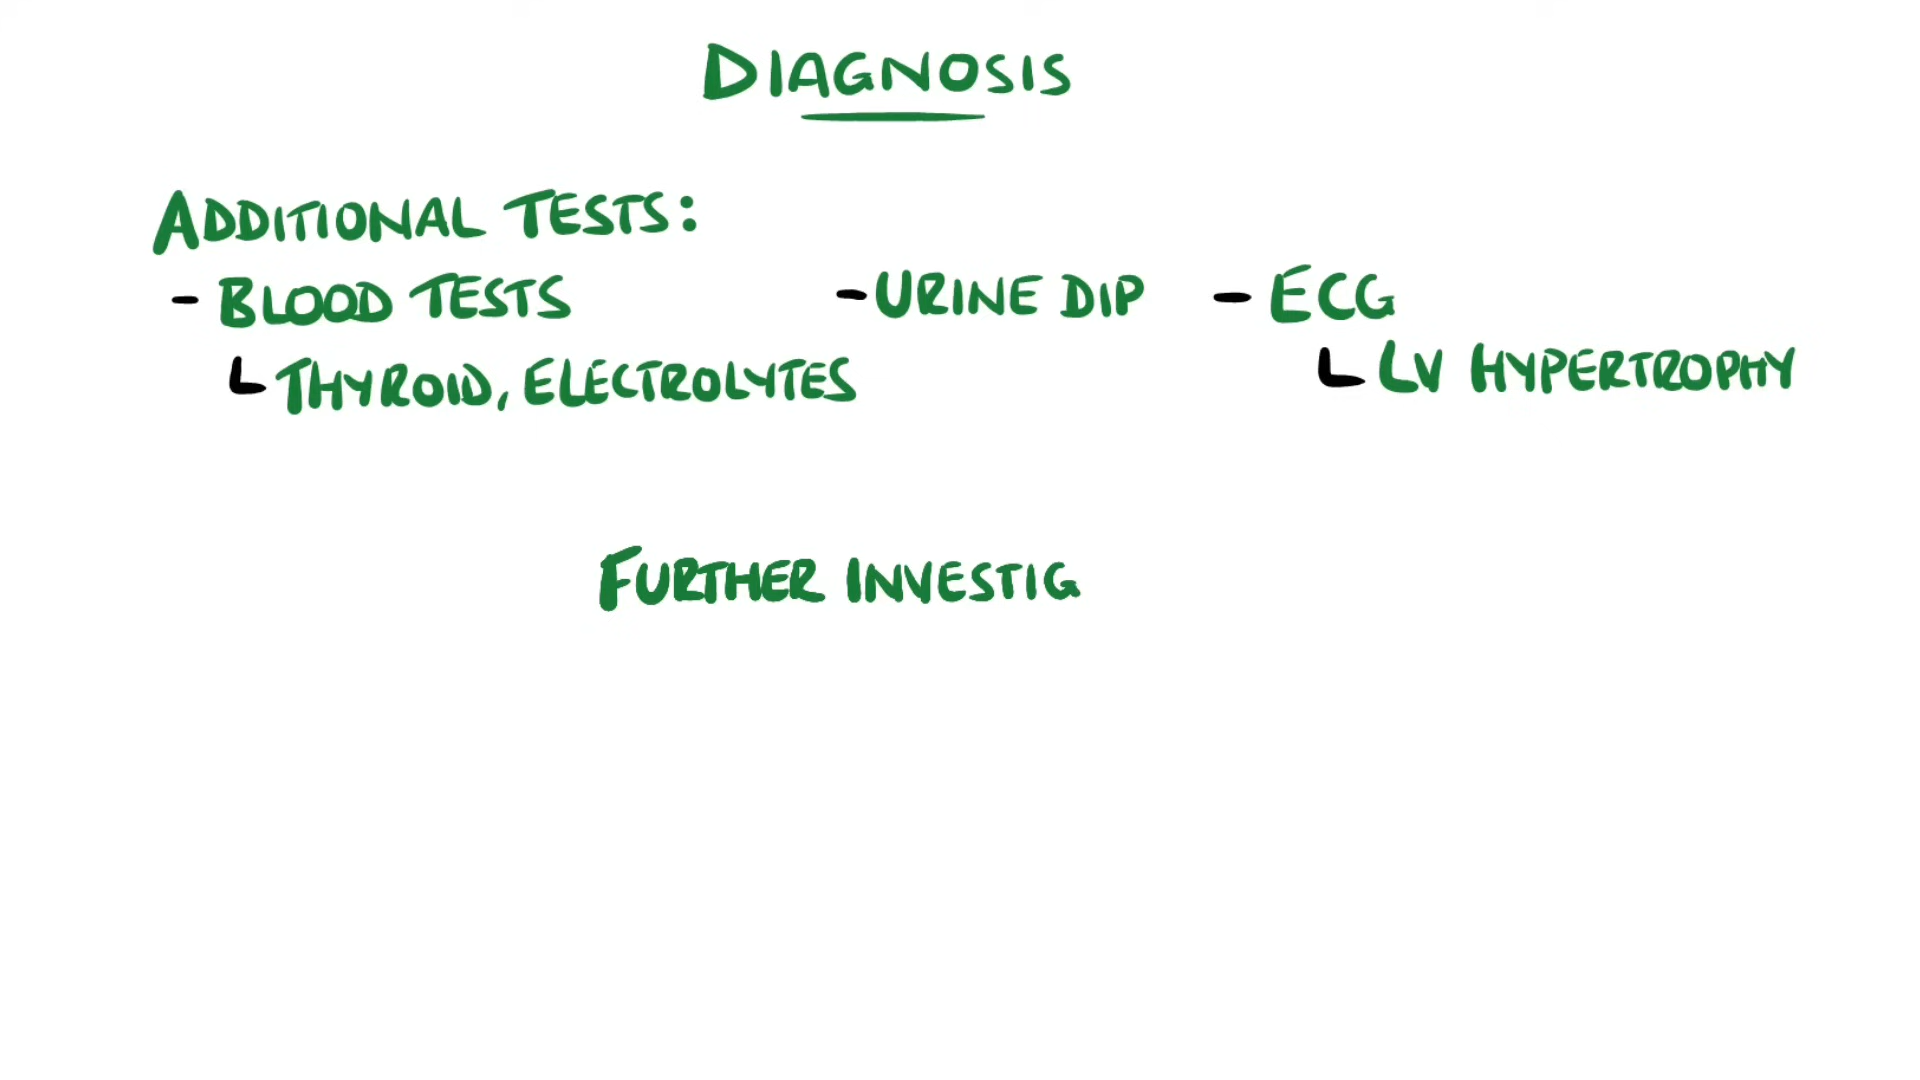 DIAGNOSIS
ADDITIONAL TESTS:
- BLOOD TESTS - URINE DIP - ECG
THYROID, ELECTROLYTES LV HYPERTROPHY
FURTHER INVESTIG